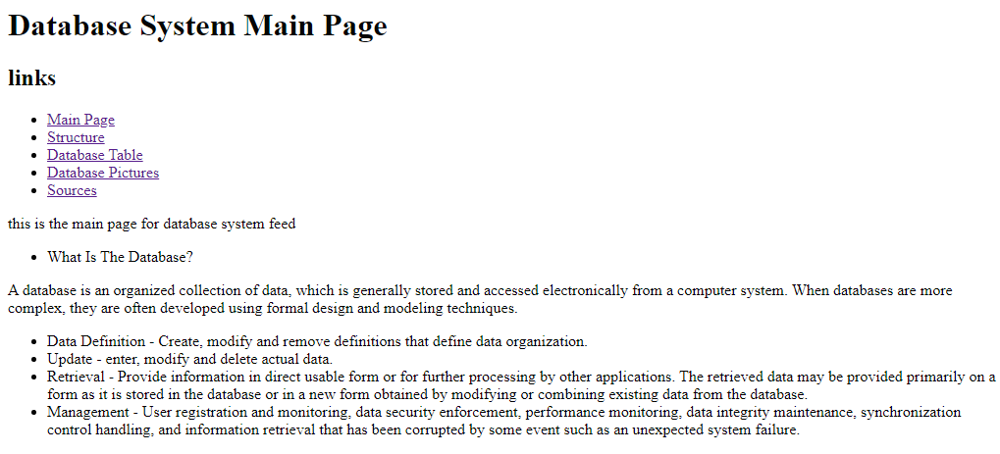 Database System Main Page
links
Main Page
Structure
Database Table
Database Pictures
Sources
this is the main page for database system feed
What Is The Database?
A database is an organized collection of data, which is generally stored and accessed electronically from a computer system. When databases are more
complex, they are often developed using formal design and modeling techniques.
Data Definition - Create, modify and remove definitions that define data organization.
Update - enter, modify and delete actual data.
Retrieval - Provide information in direct usable form or for further processing by other applications. The retrieved data may be provided primarily on a
form as it is stored in the database or in a new form obtained by modifying or combining existing data from the database.
Management - User registration and monitoring, data security enforcement, performance monitoring, data integrity maintenance, synchronization
control handling, and information retrieval that has been corrupted by some event such as an unexpected system failure.